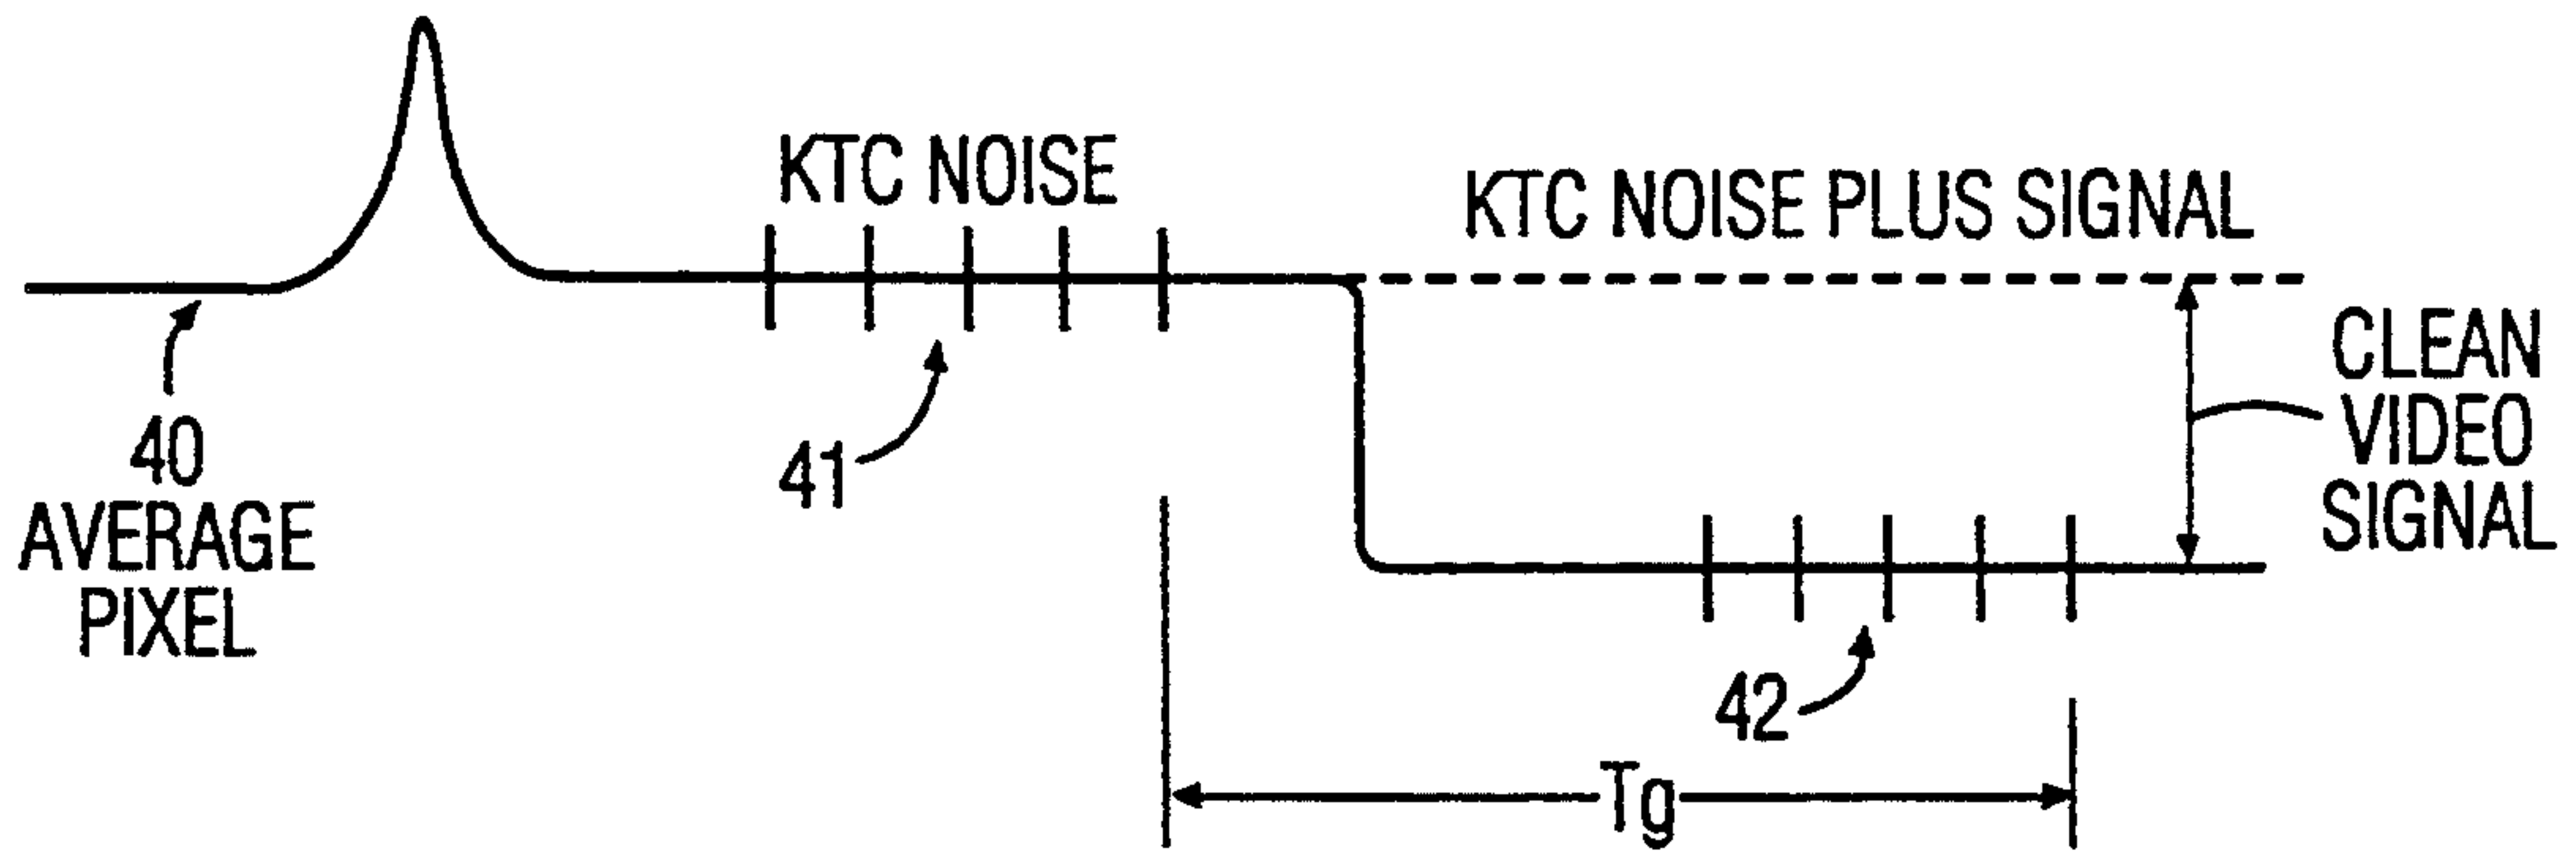 KTC NOISE
KTC NOISE PLUS SIGNAL
CLEAN
VIDEO
SIGNAL
40
AVERAGE
PIXEL
41
42
Tg